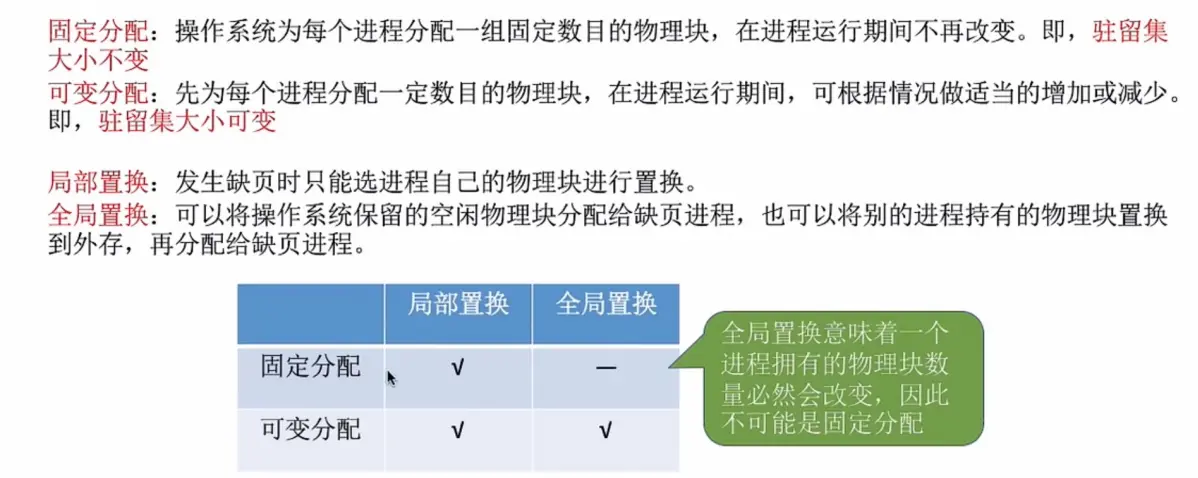 固定分配：操作系统为每个进程分配一组固定数目的物理块，在进程运行期间不再改变。即，驻留集
大小不变
可变分配：先为每个进程分配一定数目的物理块，在进程运行期间，可根据情况做适当的增加或减少。
即，驻留集大小可变
局部置换：发生缺页时只能选进程自己的物理块进行置换。
全局置换：可以将操作系统保留的空闲物理块分配给缺页进程，也可以将别的进程持有的物理块置换
到外存，再分配给缺页进程。
局部置换 全局置换
固定分配 √ —
可变分配 √ √
全局置换意味着一个
进程拥有的物理块数
量必然会改变，因此
不可能是固定分配